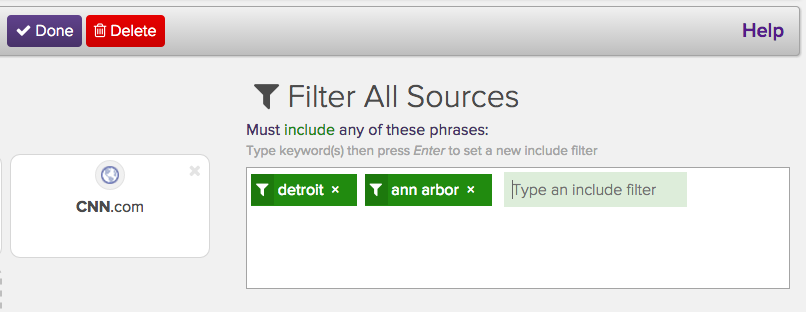 Done Delete Help
Filter All Sources
Must include any of these phrases:
Type keyword(s) then press Enter to set a new include filter
CNN.com
detroit × ann arbor × Type an include filter